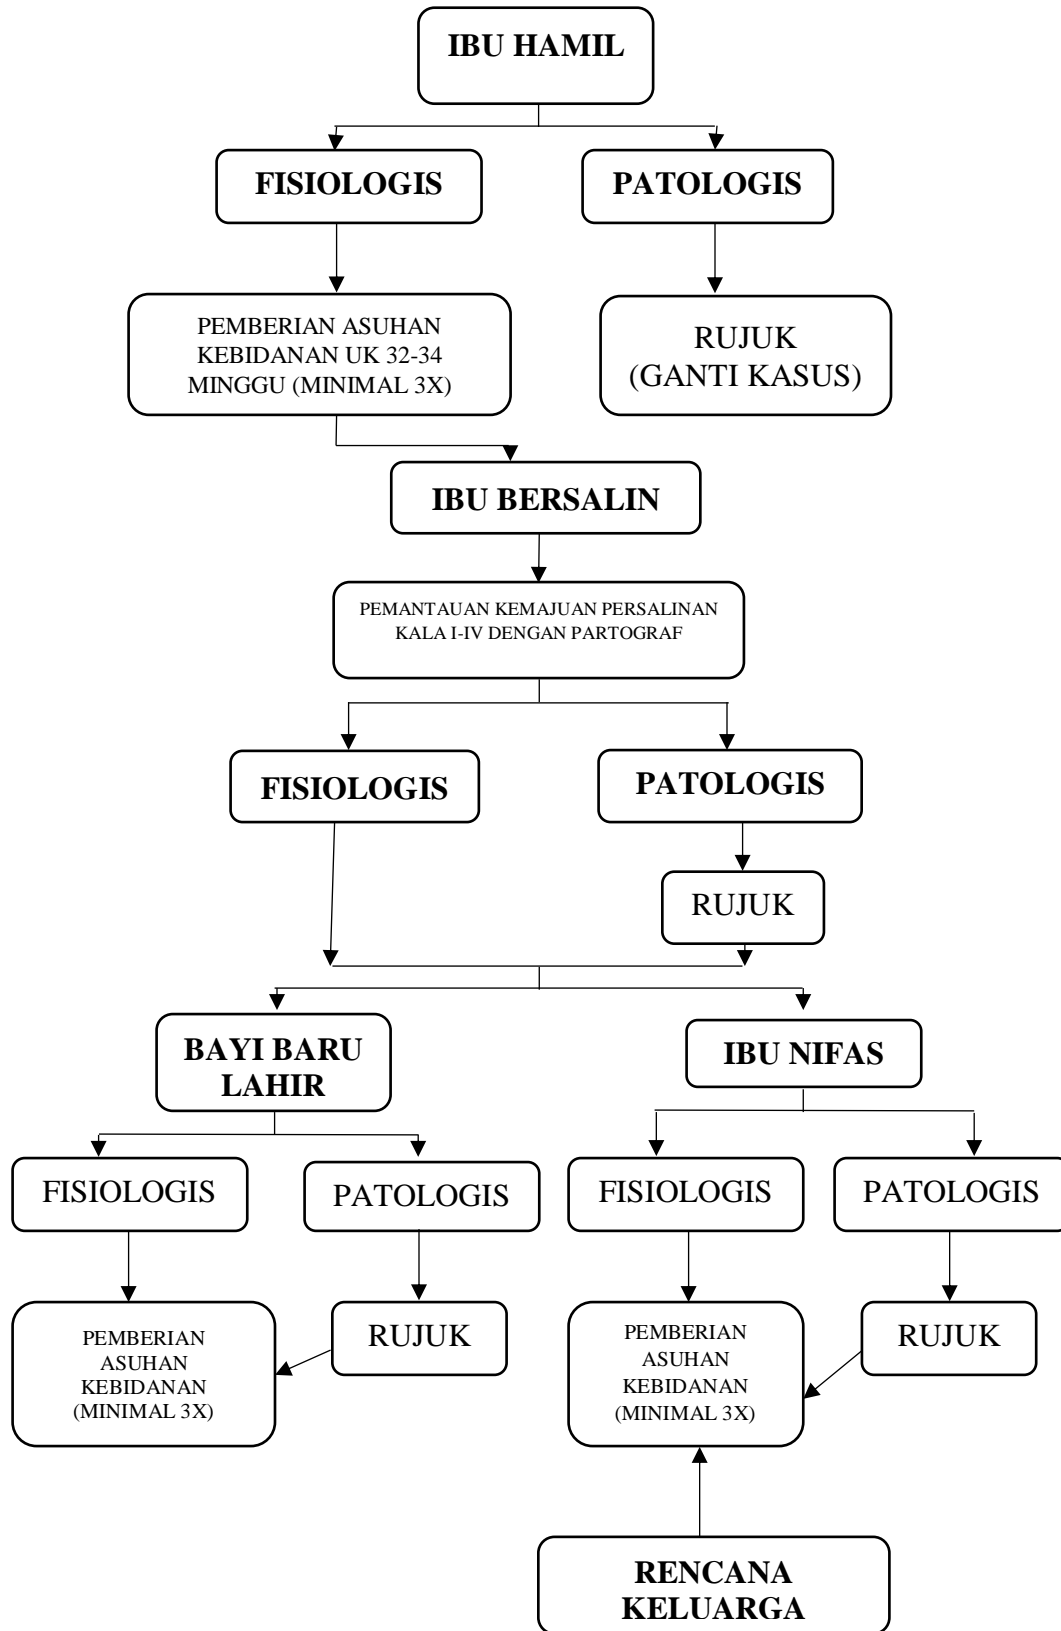 IBU HAMIL
FISIOLOGIS
PATOLOGIS
PEMBERIAN ASUHAN
KEBIDANAN UK 32-34
MINGGU (MINIMAL 3X)
RUJUK
(GANTI KASUS)
IBU BERSALIN
PEMANTAUAN KEMAJUAN PERSALINAN
KALA I-IV DENGAN PARTOGRAF
FISIOLOGIS
PATOLOGIS
RUJUK
BAYI BARU
LAHIR
IBU NIFAS
FISIOLOGIS
PATOLOGIS
FISIOLOGIS
PATOLOGIS
PEMBERIAN
ASUHAN
KEBIDANAN
(MINIMAL 3X)
RUJUK
PEMBERIAN
ASUHAN
KEBIDANAN
(MINIMAL 3X)
RUJUK
RENCANA
KELUARGA